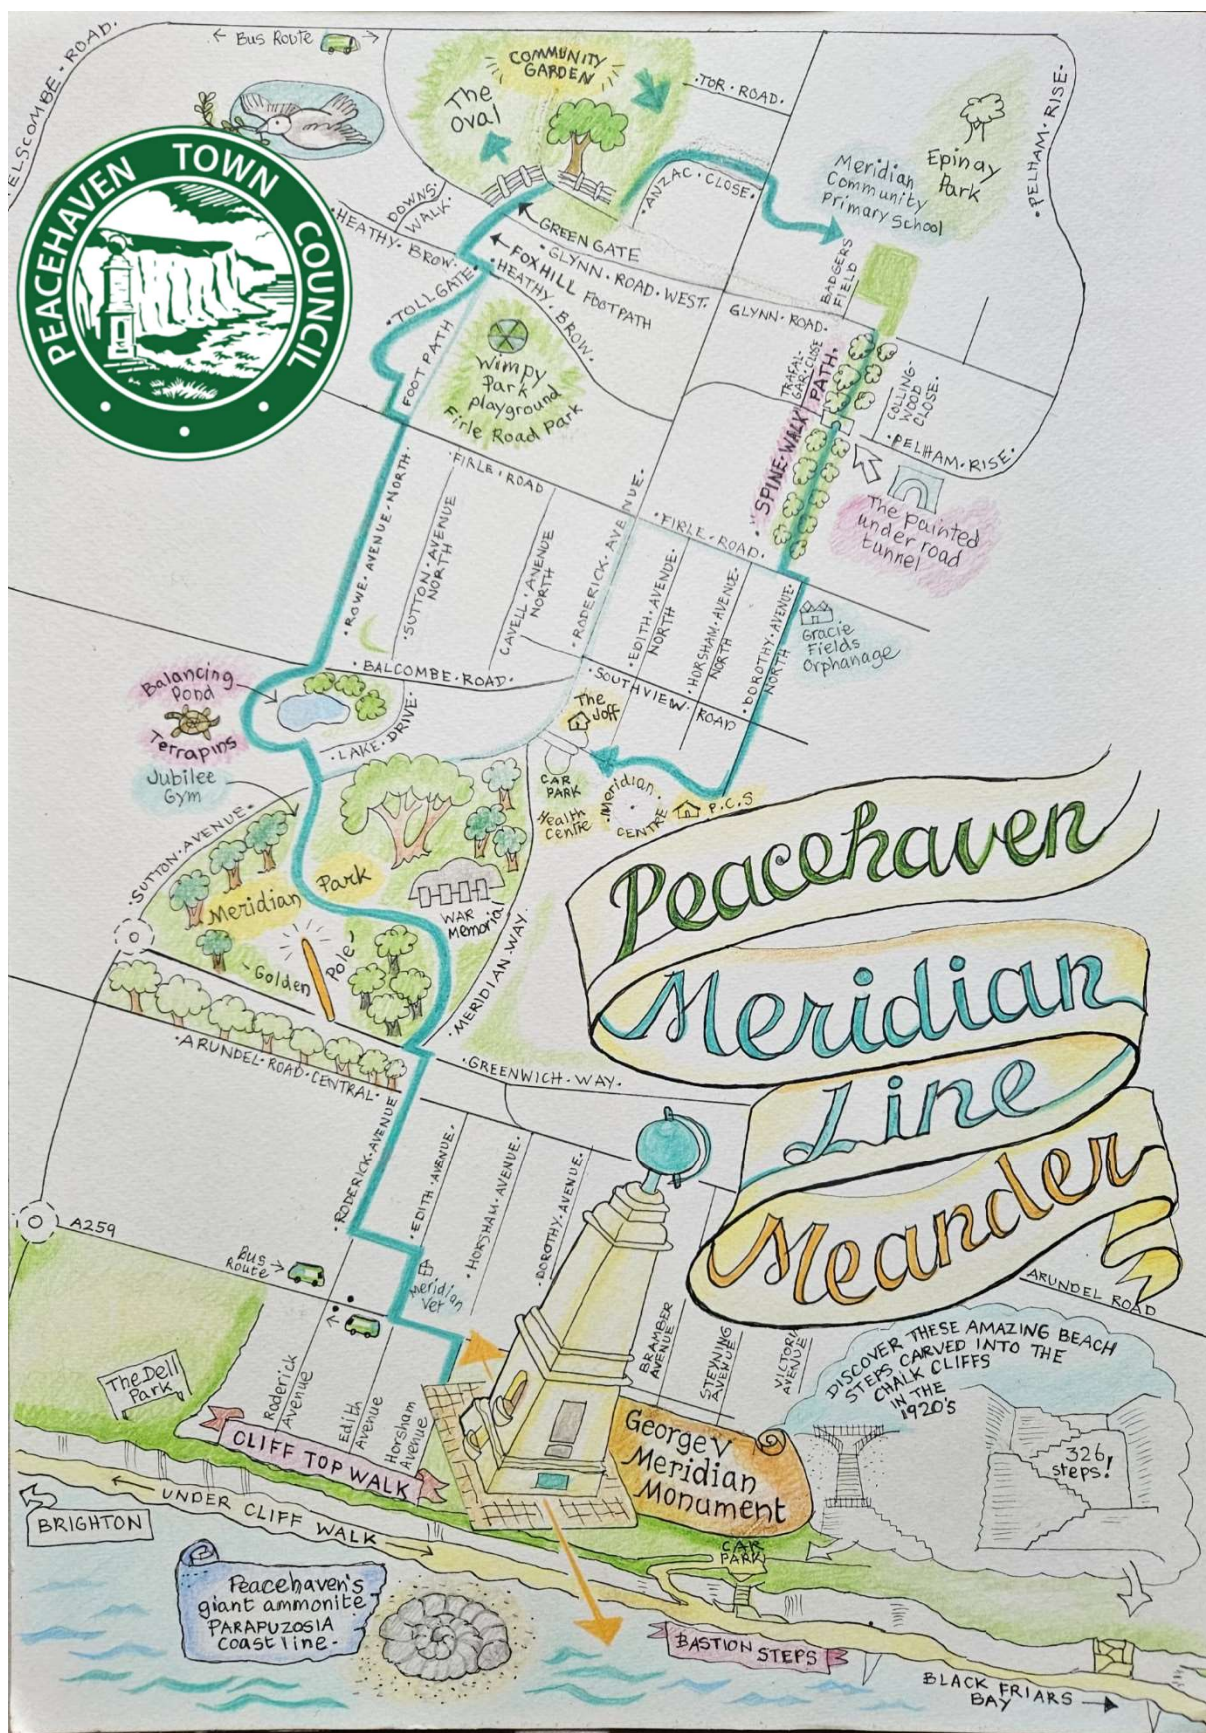 ELSCOMBE · ROAD.
← Bus Route →
PEACEHAVEN TOWN COUNCIL
COMMUNITY
GARDEN
The
Oval
· TOR · ROAD ·
· PELHAM · RISE ·
Epinay
Park
Meridian
Community
Primary School
DOWNS
WALK ·
· HEATHY · BROW ·
ANZAC · CLOSE ·
GREEN GATE
FOXHILL FOOTPATH
· GLYNN · ROAD · WEST ·
· HEATHY · BROW ·
· TOLLGATE
FOOT PATH
GLYNN · ROAD ·
BADGERS
FIELD
Wimpy
Park
playground
Firle Road Park
TRAFAL-
GAR · CLOSE
"SPINE · WALK PATH ·
COLLING-
WOOD
CLOSE ·
· PELHAM · RISE ·
The painted
under road
tunnel
· FIRLE · ROAD
· FIRLE · ROAD ·
· ROWE · AVENUE · NORTH ·
· SUTTON · AVENUE
NORTH
CAVELL · AVENUE
NORTH
· RODERICK · AVENUE ·
· EDITH · AVENUE ·
NORTH
· HORSHAM · AVENUE ·
NORTH
· DOROTHY · AVENUE ·
NORTH
Gracie
Fields
Orphanage
· BALCOMBE · ROAD ·
· SOUTHVIEW · ROAD
Balancing
Pond
Terrapins
· LAKE · DRIVE ·
The
Joff
CAR
PARK
Health
Centre
· Meridian ·
CENTRE
P.C.S
Jubilee
Gym
· SUTTON · AVENUE ·
Meridian Park
WAR
Memorial
- Golden Pole -
· MERIDIAN · WAY ·
Peacehaven
Meridian
Line
Meander
· ARUNDEL · ROAD · CENTRAL ·
· GREENWICH · WAY ·
· RODERICK · AVENUE
· EDITH · AVENUE ·
· HORSHAM · AVENUE ·
· DOROTHY · AVENUE ·
A259
Bus
Route →
Meridian
Vet
BRAMBER
AVENUE ·
STEYNING
AVENUE ·
VICTORIA
AVENUE ·
ARUNDEL ROAD
DISCOVER THESE AMAZING BEACH
STEPS CARVED INTO THE
CHALK CLIFFS
IN THE
1920'S
326
steps!
The Dell
Park
Roderick
Avenue
Edith
Avenue
Horsham
Avenue
CLIFF TOP WALK
George V
Meridian
Monument
BRIGHTON
UNDER CLIFF WALK
CAR
PARK
Peacehaven's
giant ammonite
PARAPUZOSIA
coast line -
BASTION STEPS
BLACK FRIARS
BAY →